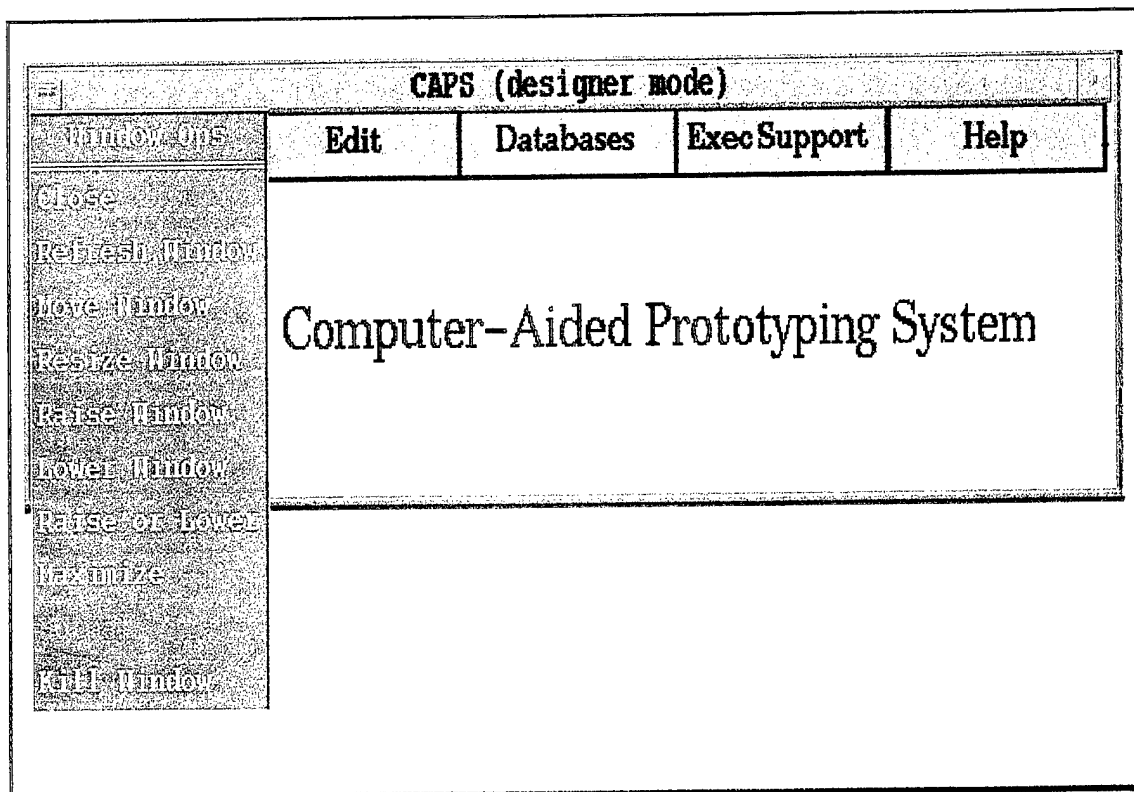 CAPS (designer mode)
Window Ops
Edit
Databases
Exec Support
Help
Close
Refresh Window
Move Window
Computer-Aided Prototyping System
Resize Window
Raise Window
Lower Window
Raise or Lower
Maximize
Kill Window